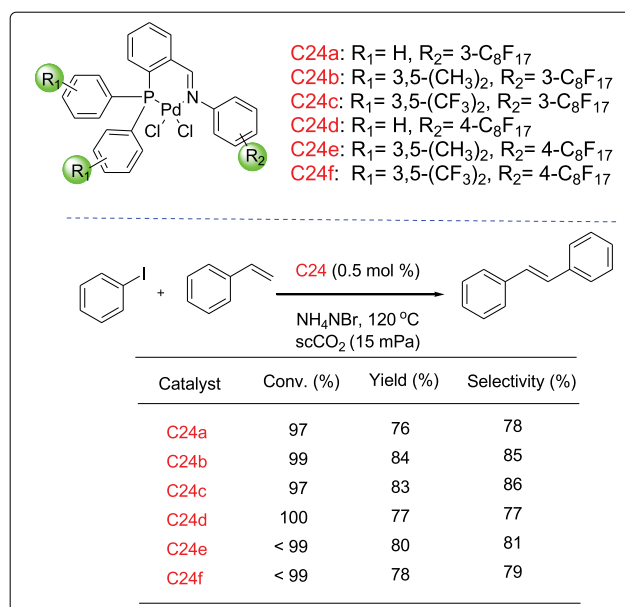 C24a: R₁= H, R₂= 3-C₈F₁₇
C24b: R₁= 3,5-(CH₃)₂, R₂= 3-C₈F₁₇
C24c: R₁= 3,5-(CF₃)₂, R₂= 3-C₈F₁₇
C24d: R₁= H, R₂= 4-C₈F₁₇
C24e: R₁= 3,5-(CH₃)₂, R₂= 4-C₈F₁₇
C24f: R₁= 3,5-(CF₃)₂, R₂= 4-C₈F₁₇
R₁
P N
Pd
Cl Cl
R₁ R₂
I + C24 (0.5 mol %)
NH₄NBr, 120 °C
scCO₂ (15 mPa)
Catalyst Conv. (%) Yield (%) Selectivity (%)
C24a 97 76 78
C24b 99 84 85
C24c 97 83 86
C24d 100 77 77
C24e < 99 80 81
C24f < 99 78 79